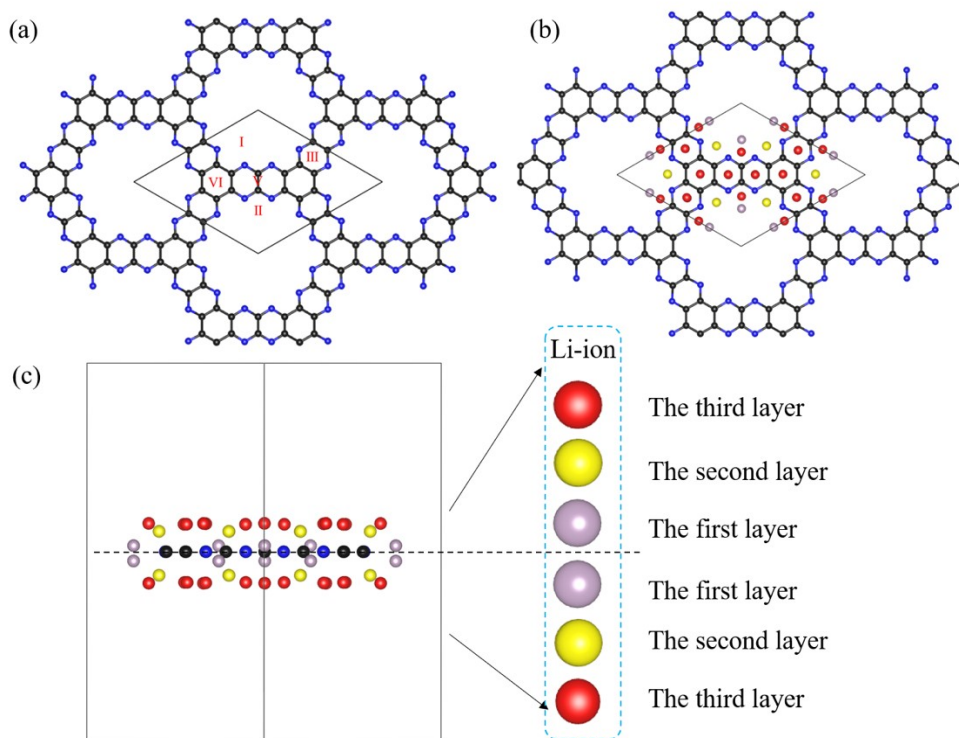 (a)
(b)
I
III
VI
V
II
(c)
Li-ion
The third layer
The second layer
The first layer
The first layer
The second layer
The third layer